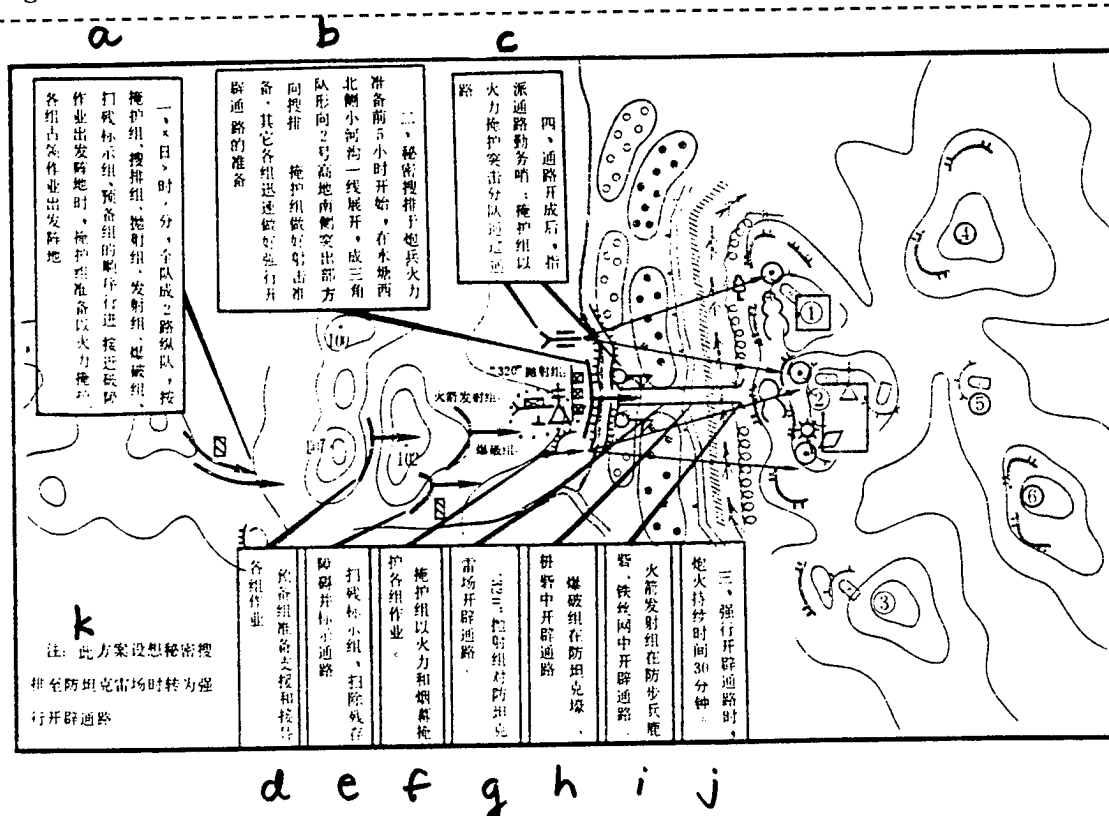 a
b
c
一、×日×时×分，全队成2路纵队，按
掩护组、搜排组、抛射组、发射组、爆破组、
扫残标示组、预备组的顺序行进接近破障
作业出发阵地时，掩护组准备以火力掩护
各组占领作业出发阵地
二、秘密搜排于炮兵火力
准备前5小时开始，在水塘西
北侧小河沟一线展开，成三角
队形向2号高地南侧突出部方
向搜排 掩护组做好射击准
备，其它各组迅速做好强行开
辟通路的准备
四、通路开成后，指
派通路勤务哨；掩护组以
火力掩护突击分队通过通
路
100
102
"320"抛射组
火箭发射组
爆破组
①
②
③
④
⑤
⑥
预备组准备支援和接替
各组作业
扫残标示组，扫除残存
障碍并标示通路
掩护组以火力和烟幕掩
护各组作业。
"320"抛射组对防坦克
雷场开辟通路。
爆破组在防坦克壕、
砦中开辟通路
火箭发射组在防步兵鹿
砦、铁丝网中开辟通路。
三、强行开辟通路时，
炮火持续时间30分钟。
k
注：此方案设想秘密搜
排至防坦克雷场时转为强
行开辟通路
d
e
f
g
h
i
j